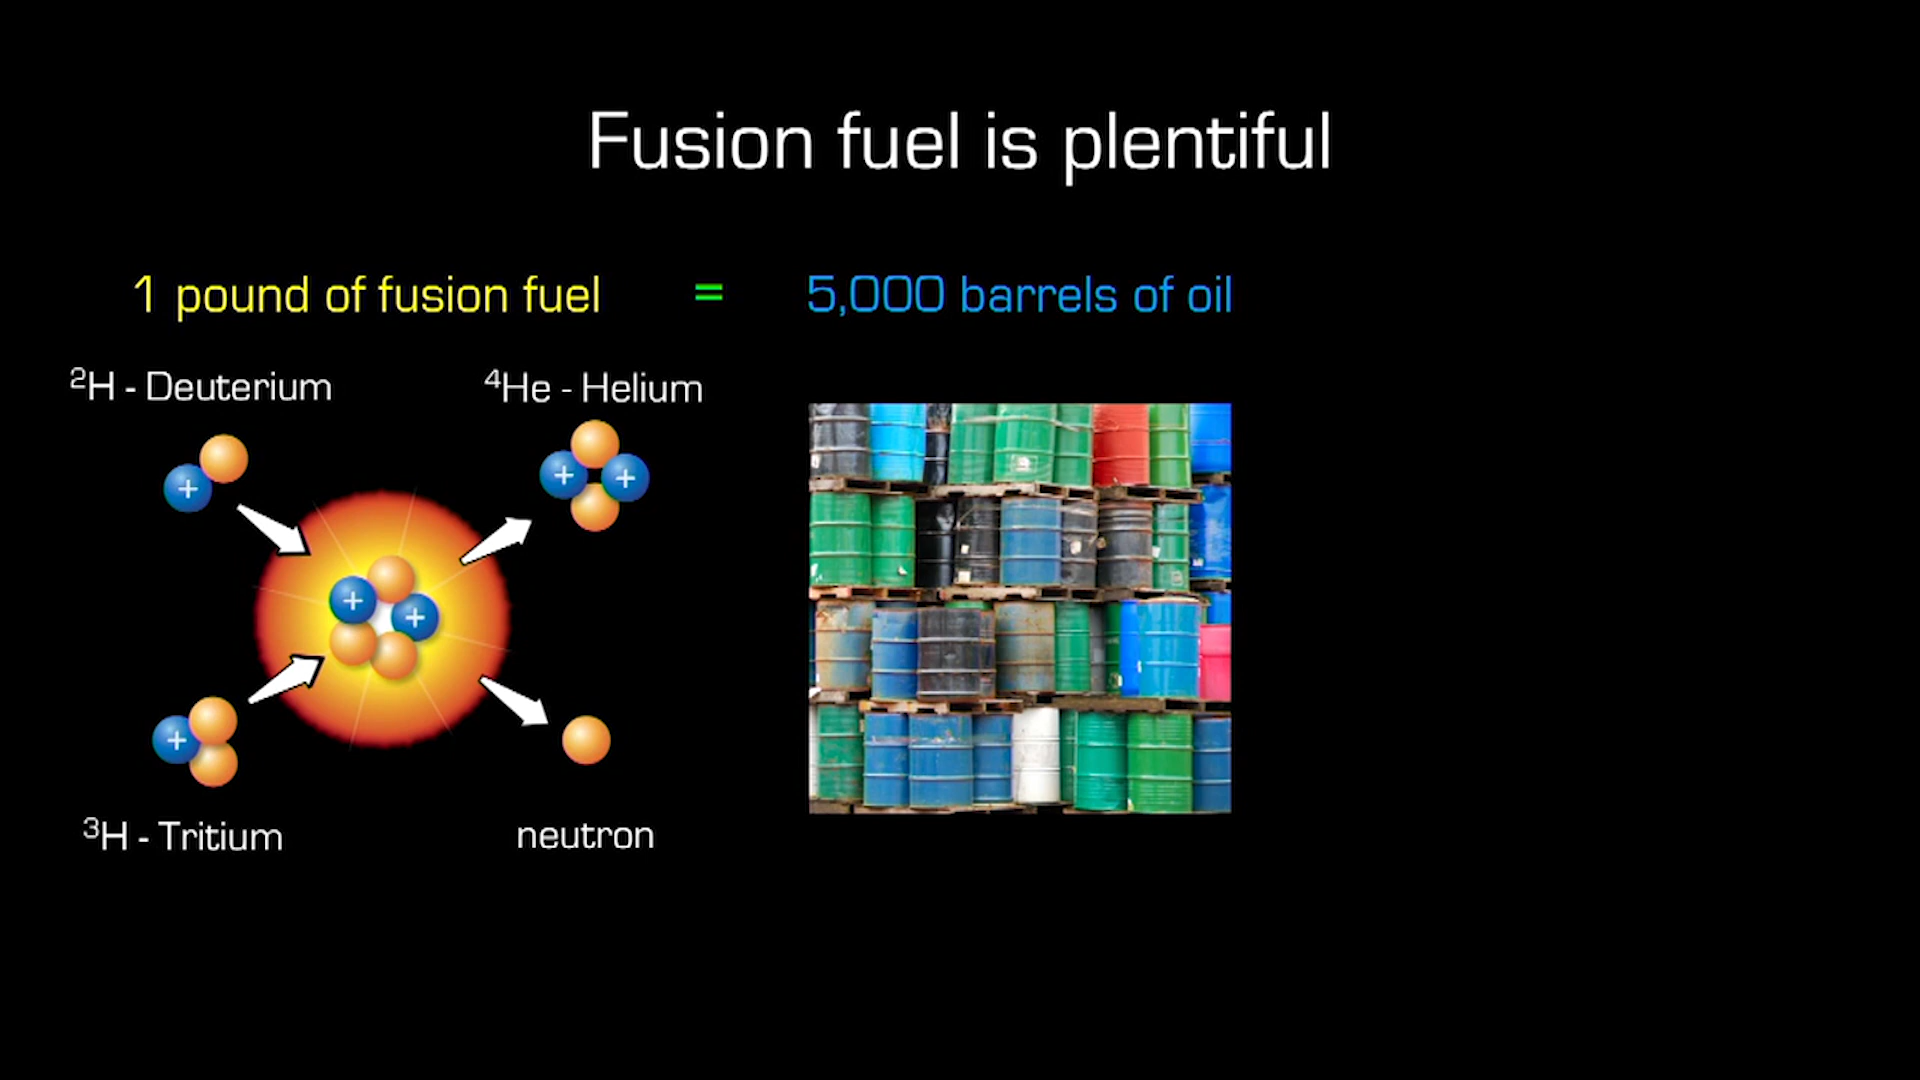 Fusion fuel is plentiful
1 pound of fusion fuel = 5,000 barrels of oil
²H - Deuterium
⁴He - Helium
+
+ +
+
+
+
³H - Tritium
neutron